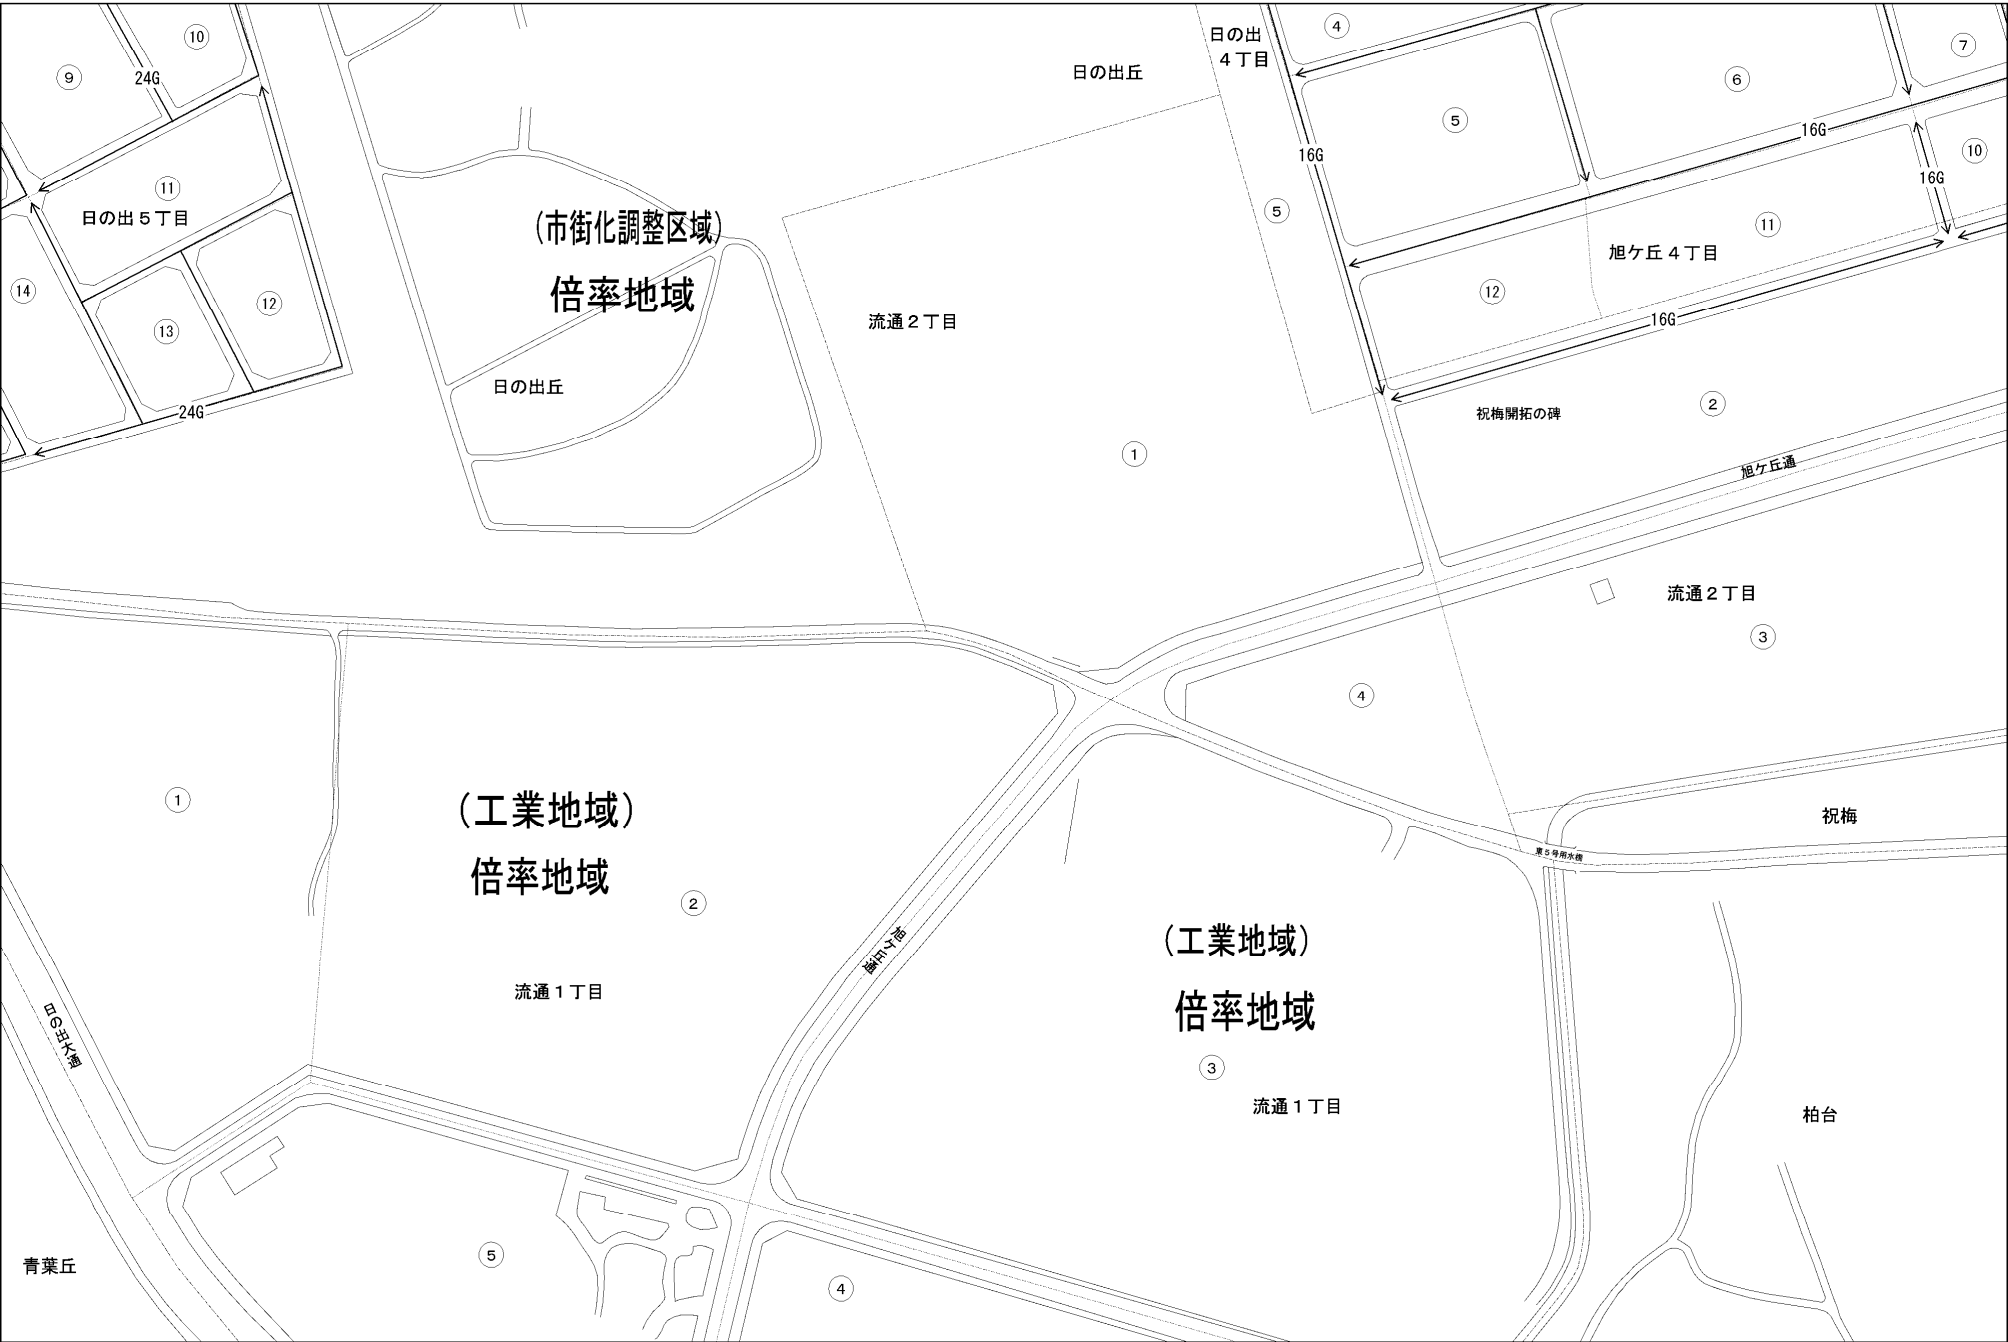 ⑩
④
日の出
４丁目
⑦
⑨
24G
日の出丘
⑥
⑤
16G
16G
⑩
⑪
日の出５丁目
16G
⑤
(市街化調整区域)
⑪
旭ケ丘４丁目
⑭
倍率地域
⑫
⑫
⑬
流通２丁目
16G
日の出丘
24G
祝梅開拓の碑
②
①
旭ケ丘通
流通２丁目
③
④
①
(工業地域)
祝梅
東５号用水橋
倍率地域
②
旭ケ丘通
(工業地域)
流通１丁目
倍率地域
日の出大通
③
流通１丁目
柏台
青葉丘
⑤
④